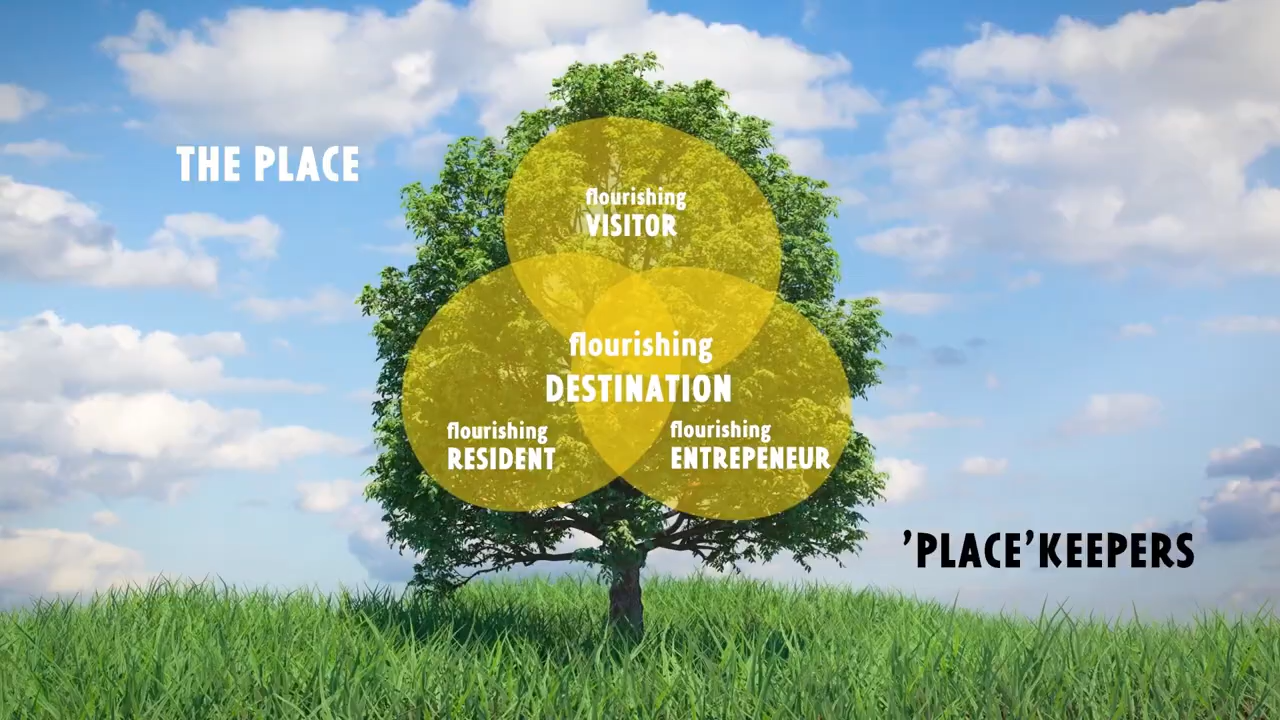 THE PLACE
flourishing
VISITOR
flourishing
DESTINATION
flourishing
RESIDENT
flourishing
ENTREPENEUR
'PLACE'KEEPERS